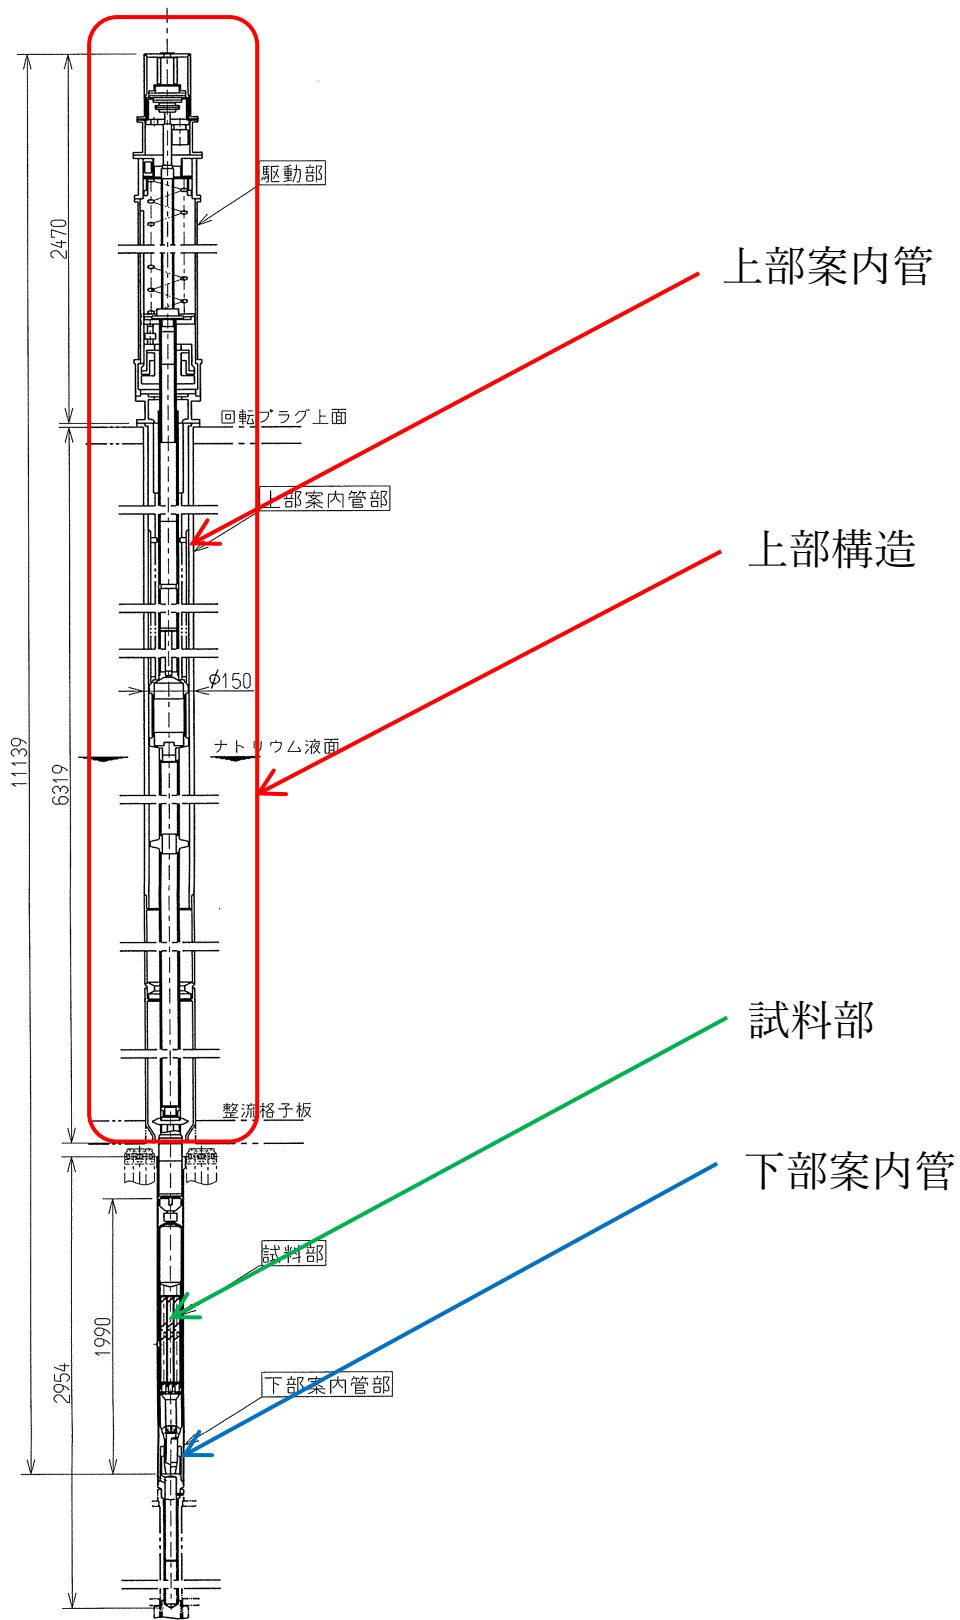 駆動部
2470
上部案内管
回転プラグ上面
上部案内管部
上部構造
φ150
ナトリウム液面
11139
6319
試料部
整流格子板
下部案内管
試料部
1990
2954
下部案内管部